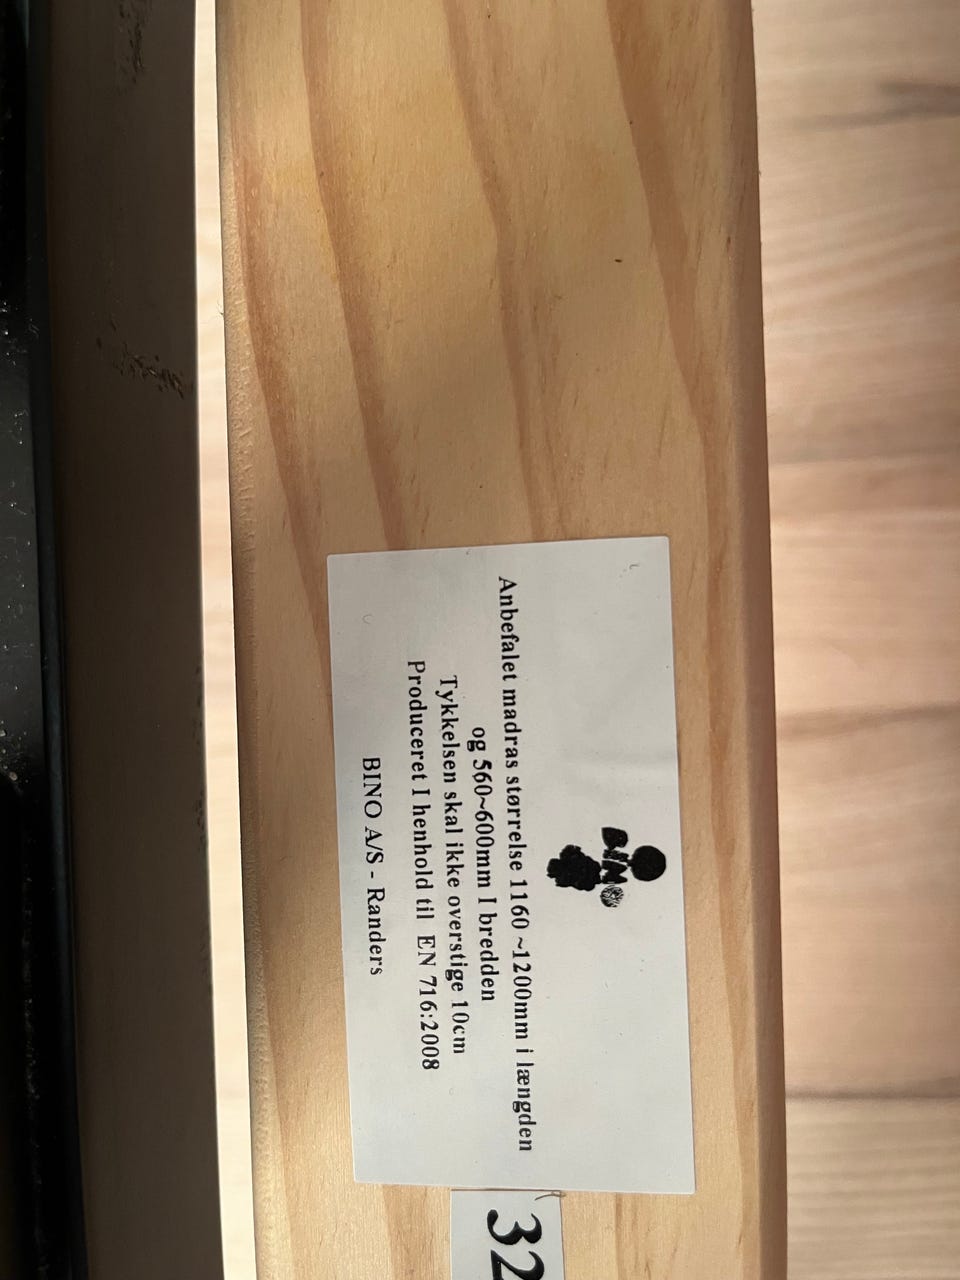 BINO
Anbefalet madras størrelse 1160 ~1200mm i længden
og 560~600mm I bredden
Tykkelsen skal ikke overstige 10cm
Produceret I henhold til EN 716:2008
BINO A/S - Randers
32